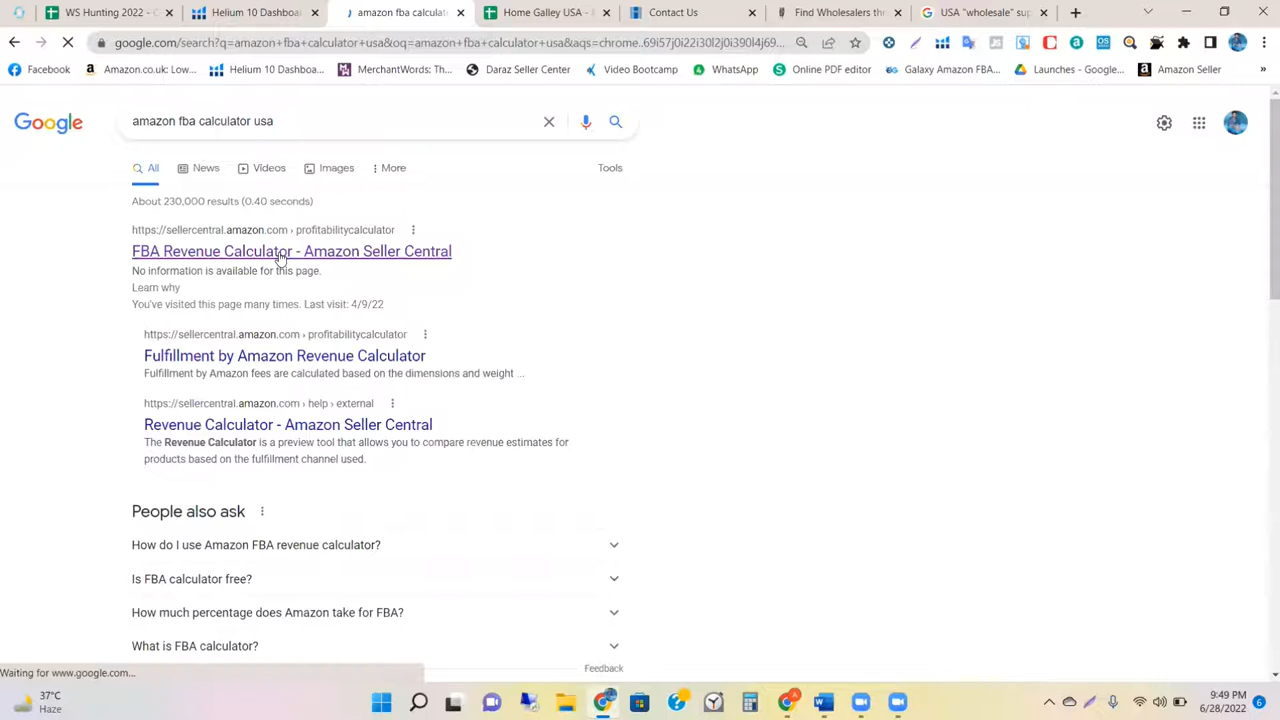 WS Hunting 2022 - C
Helium 10 Dashboa
amazon fba calculat
Home Galley USA - I
Contact Us
Find Wholesalers the
USA "wholesale" sup
google.com/search?q=amazon+fba+calculator+usa&oq=amazon+fba+calculator+usa&aqs=chrome..69i57j0i22i30l2j0i390l4j69...
Facebook
Amazon.co.uk: Low...
Helium 10 Dashboa...
MerchantWords: Th...
Daraz Seller Center
Video Bootcamp
WhatsApp
Online PDF editor
Galaxy Amazon FBA...
Launches - Google...
Amazon Seller
Google
amazon fba calculator usa
All
News
Videos
Images
More
Tools
About 230,000 results (0.40 seconds)
https://sellercentral.amazon.com › profitabilitycalculator
FBA Revenue Calculator - Amazon Seller Central
No information is available for this page.
Learn why
You've visited this page many times. Last visit: 4/9/22
https://sellercentral.amazon.com › profitabilitycalculator
Fulfillment by Amazon Revenue Calculator
Fulfillment by Amazon fees are calculated based on the dimensions and weight ...
https://sellercentral.amazon.com › help › external
Revenue Calculator - Amazon Seller Central
The Revenue Calculator is a preview tool that allows you to compare revenue estimates for
products based on the fulfillment channel used.
People also ask
How do I use Amazon FBA revenue calculator?
Is FBA calculator free?
How much percentage does Amazon take for FBA?
What is FBA calculator?
Feedback
Waiting for www.google.com...
37°C
Haze
9:49 PM
6/28/2022
6